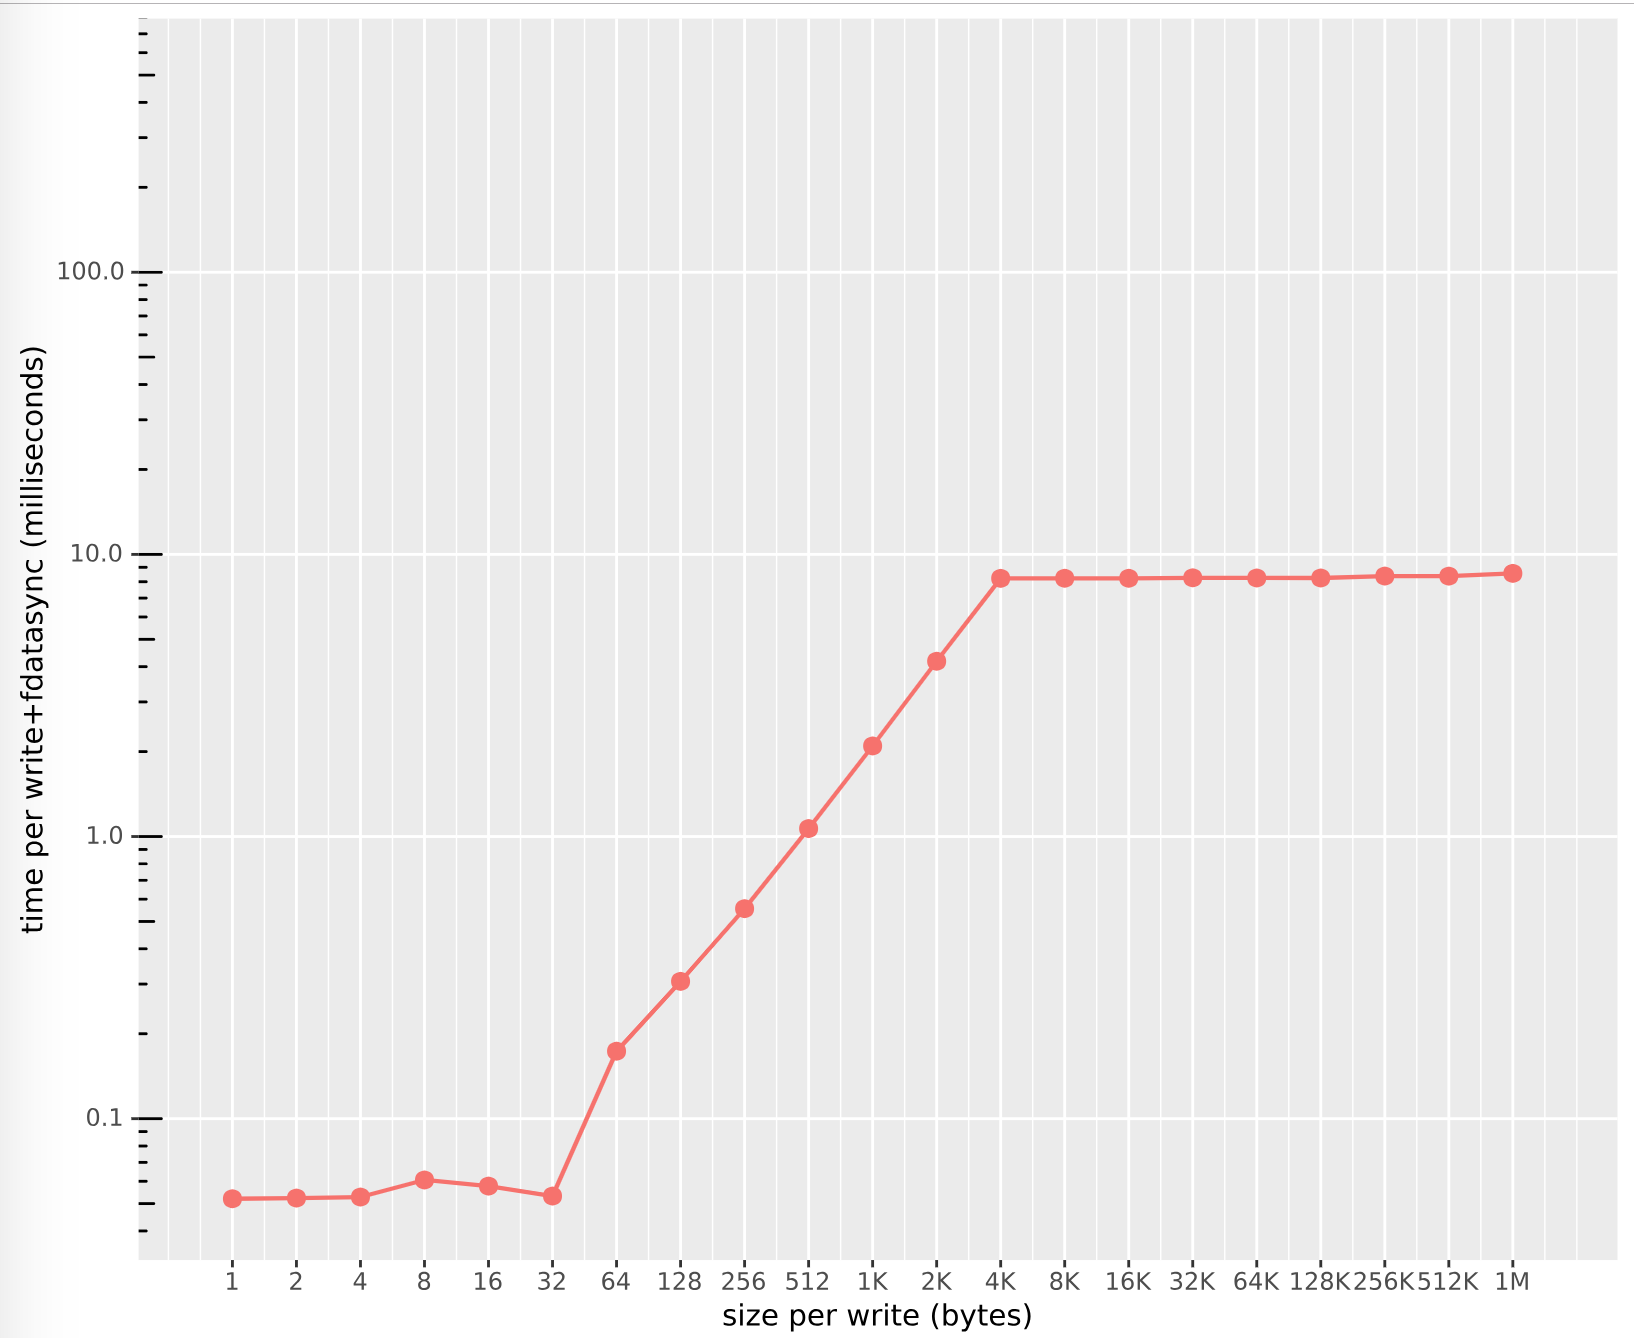 time per write+fdatasync (milliseconds)
100.0
10.0
1.0
0.1
1 2 4 8 16 32 64 128 256 512 1K 2K 4K 8K 16K 32K 64K 128K 256K 512K 1M
size per write (bytes)